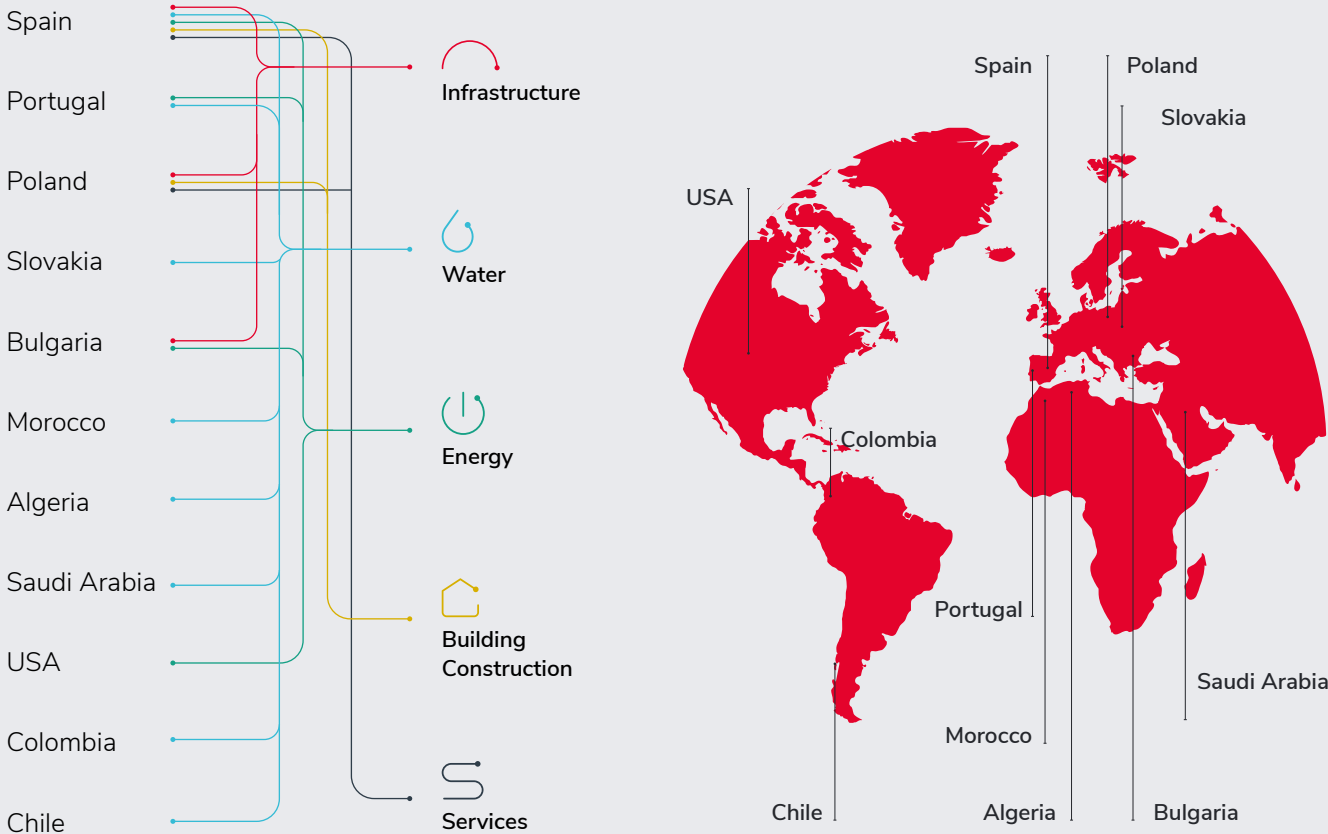 Spain
Portugal
Poland
Slovakia
Bulgaria
Morocco
Algeria
Saudi Arabia
USA
Colombia
Chile
Infrastructure
Water
Energy
Building
Construction
Services
Spain
Poland
Slovakia
USA
Colombia
Portugal
Saudi Arabia
Morocco
Chile
Algeria
Bulgaria